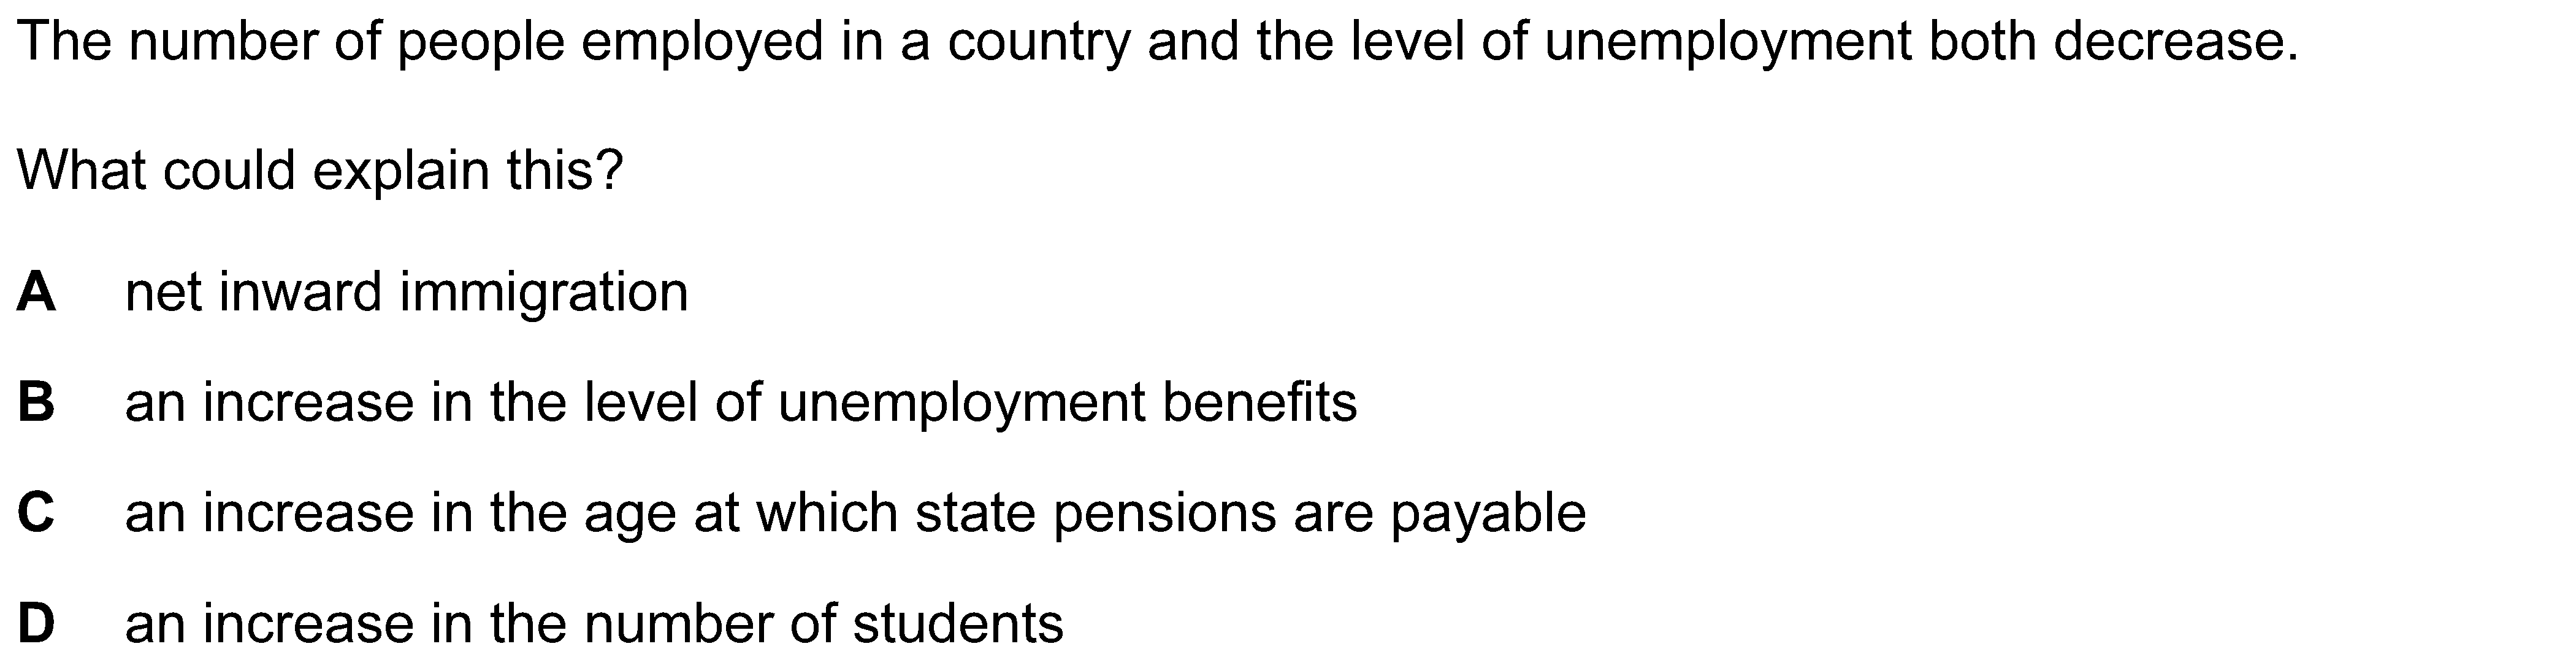 The number of people employed in a country and the level of unemployment both decrease.
What could explain this?
A net inward immigration
B an increase in the level of unemployment benefits
C an increase in the age at which state pensions are payable
D an increase in the number of students